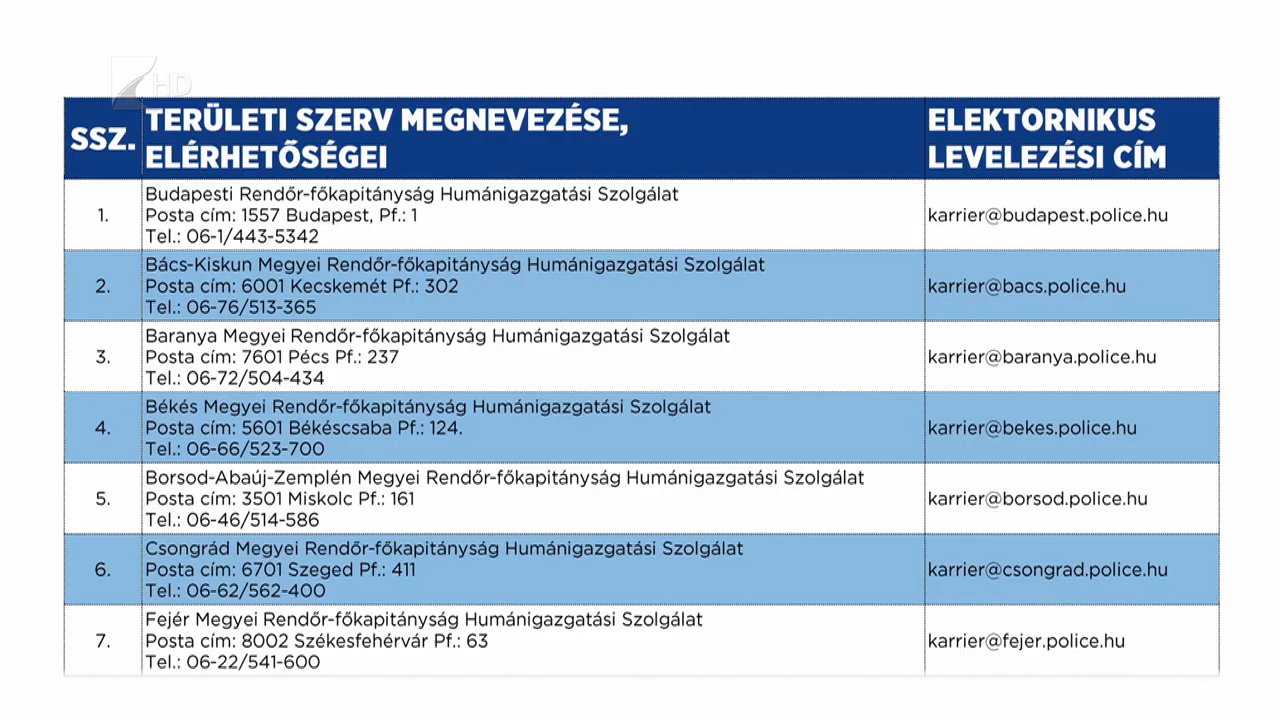 HD
SSZ.
TERÜLETI SZERV MEGNEVEZÉSE,
ELÉRHETŐSÉGEI
ELEKTORNIKUS
LEVELEZÉSI CÍM
1.
Budapesti Rendőr-főkapitányság Humánigazgatási Szolgálat
Posta cím: 1557 Budapest, Pf.: 1
Tel.: 06-1/443-5342
karrier@budapest.police.hu
2.
Bács-Kiskun Megyei Rendőr-főkapitányság Humánigazgatási Szolgálat
Posta cím: 6001 Kecskemét Pf.: 302
Tel.: 06-76/513-365
karrier@bacs.police.hu
3.
Baranya Megyei Rendőr-főkapitányság Humánigazgatási Szolgálat
Posta cím: 7601 Pécs Pf.: 237
Tel.: 06-72/504-434
karrier@baranya.police.hu
4.
Békés Megyei Rendőr-főkapitányság Humánigazgatási Szolgálat
Posta cím: 5601 Békéscsaba Pf.: 124.
Tel.: 06-66/523-700
karrier@bekes.police.hu
5.
Borsod-Abaúj-Zemplén Megyei Rendőr-főkapitányság Humánigazgatási Szolgálat
Posta cím: 3501 Miskolc Pf.: 161
Tel.: 06-46/514-586
karrier@borsod.police.hu
6.
Csongrád Megyei Rendőr-főkapitányság Humánigazgatási Szolgálat
Posta cím: 6701 Szeged Pf.: 411
Tel.: 06-62/562-400
karrier@csongrad.police.hu
7.
Fejér Megyei Rendőr-főkapitányság Humánigazgatási Szolgálat
Posta cím: 8002 Székesfehérvár Pf.: 63
Tel.: 06-22/541-600
karrier@fejer.police.hu